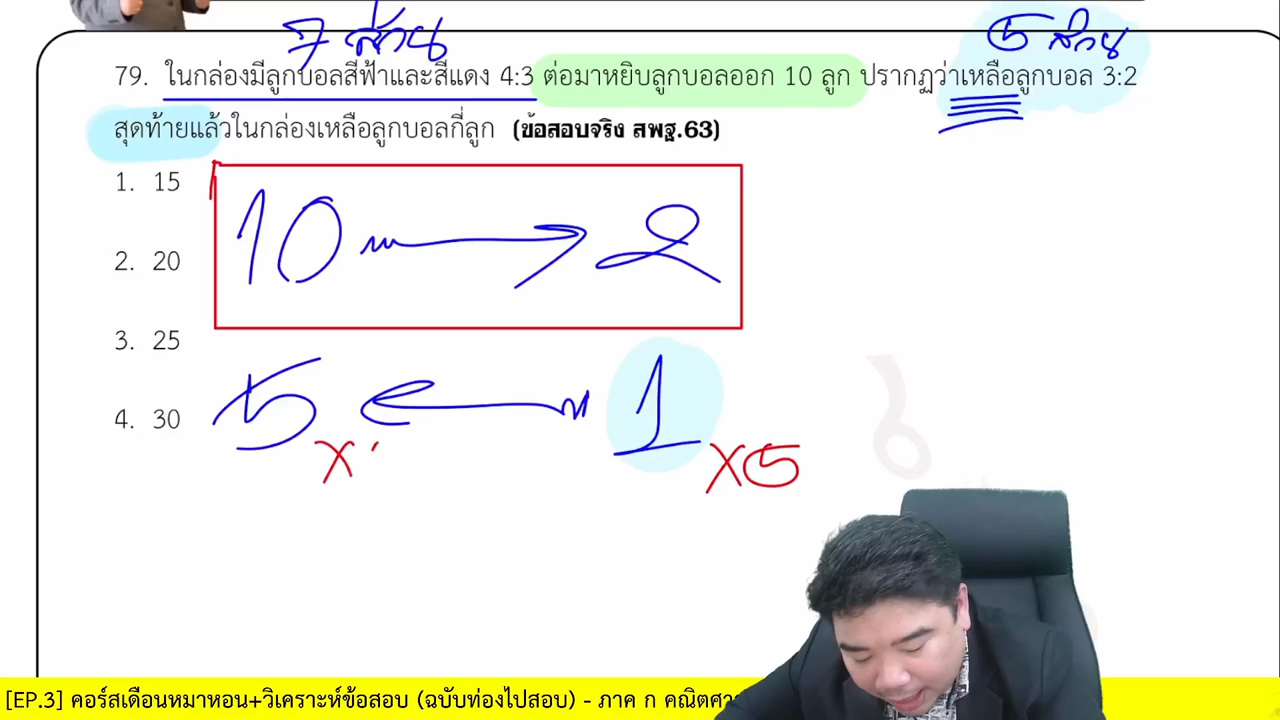 7 ส่วน
5 ส่วน
79. ในกล่องมีลูกบอลสีฟ้าและสีแดง 4:3 ต่อมาหยิบลูกบอลออก 10 ลูก ปรากฏว่าเหลือลูกบอล 3:2
สุดท้ายแล้วในกล่องเหลือลูกบอลกี่ลูก (ข้อสอบจริง สพฐ.63)
1. 15
10 → 2
2. 20
3. 25
5 ← 1
4. 30
X
X5
[EP.3] คอร์สเดือนหมาหอน+วิเคราะห์ข้อสอบ (ฉบับท่องไปสอบ) - ภาค ก